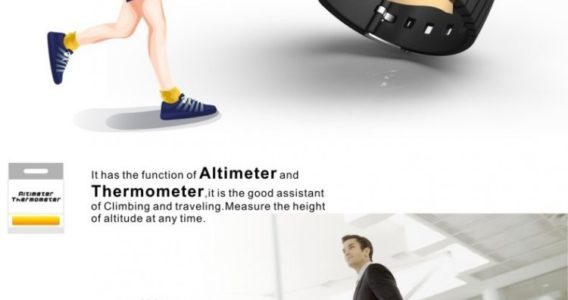 It has the function of Altimeter and
Altimeter
Thermometer
Thermometer,it is the good assistant
of Climbing and traveling.Measure the height
of altitude at any time.